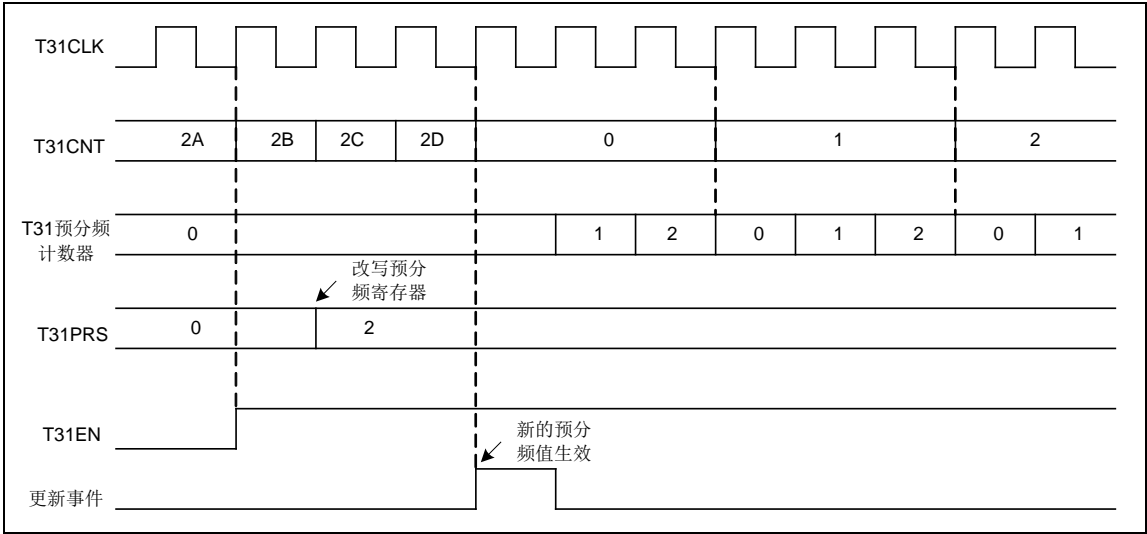 T31CLK
T31CNT
2A 2B 2C 2D 0 1 2
T31预分频
计数器
0 1 2 0 1 2 0 1
改写预分
频寄存器
T31PRS
0 2
T31EN
新的预分
频值生效
更新事件